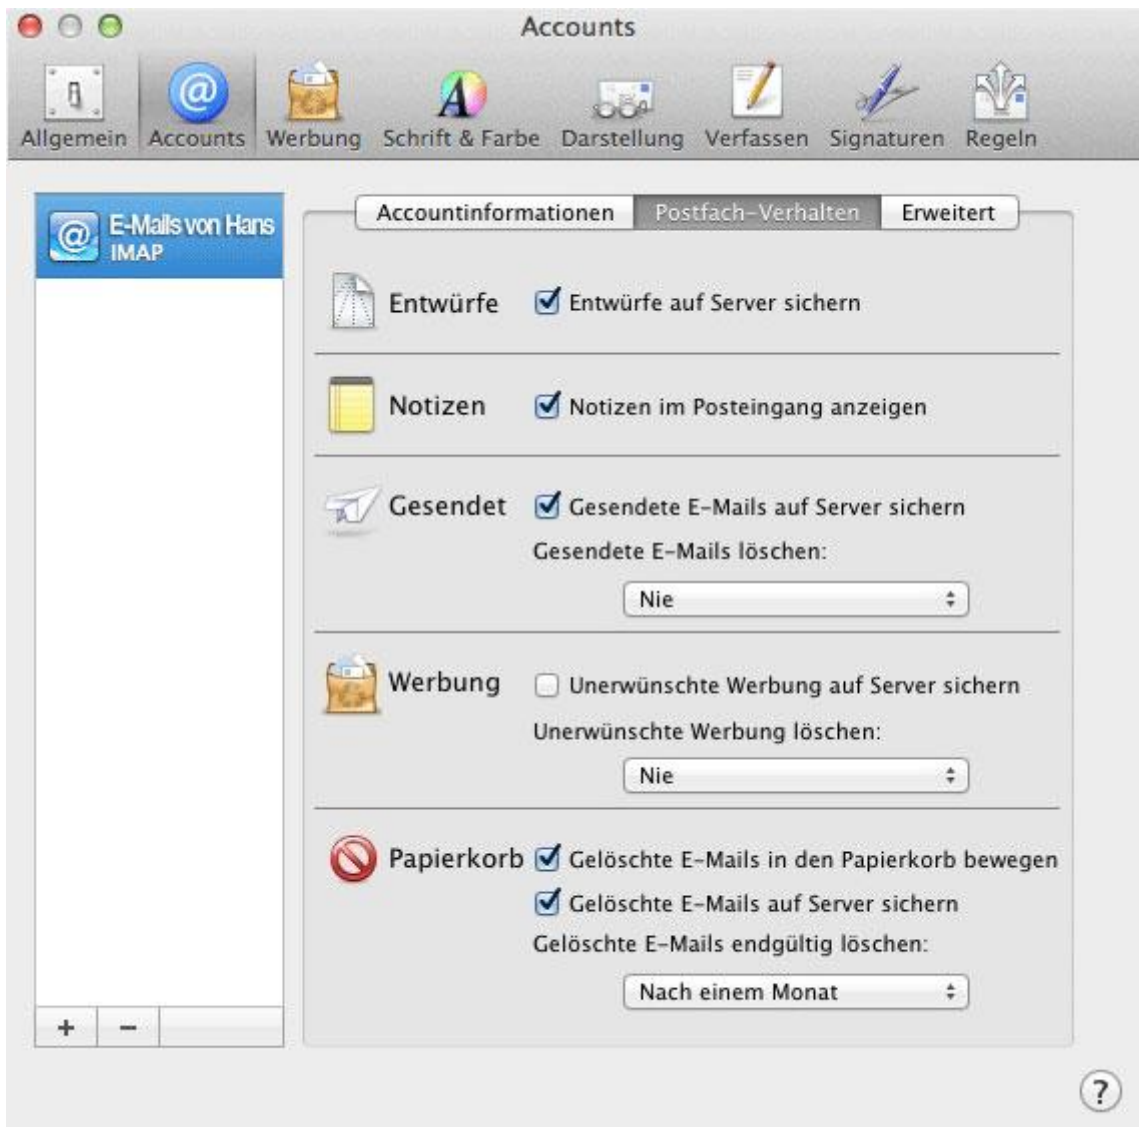 Accounts
Allgemein Accounts Werbung Schrift & Farbe Darstellung Verfassen Signaturen Regeln
E-Mails von Hans
IMAP
Accountinformationen Postfach-Verhalten Erweitert
Entwürfe Entwürfe auf Server sichern
Notizen Notizen im Posteingang anzeigen
Gesendet Gesendete E-Mails auf Server sichern
Gesendete E-Mails löschen:
Nie
Werbung Unerwünschte Werbung auf Server sichern
Unerwünschte Werbung löschen:
Nie
Papierkorb Gelöschte E-Mails in den Papierkorb bewegen
Gelöschte E-Mails auf Server sichern
Gelöschte E-Mails endgültig löschen:
Nach einem Monat
+ −
?